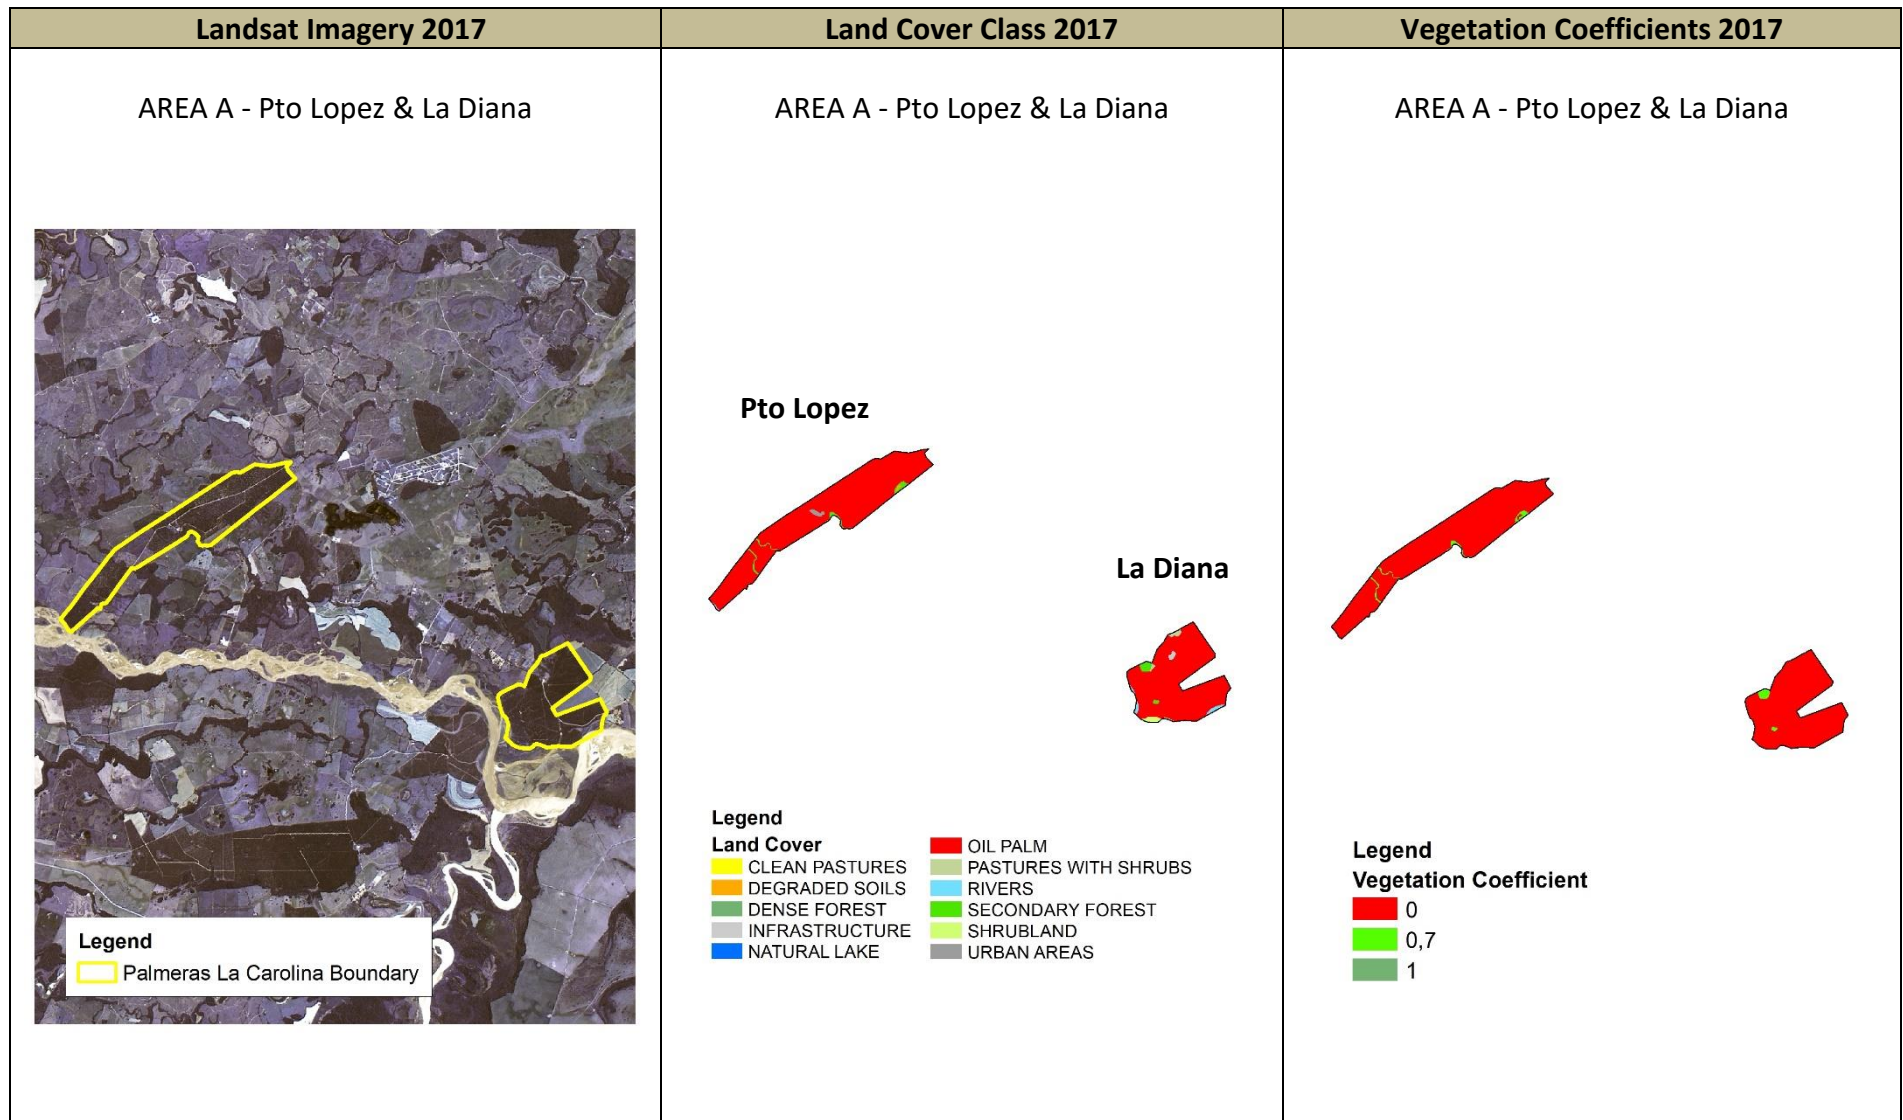 Landsat Imagery 2017
Land Cover Class 2017
Vegetation Coefficients 2017
AREA A - Pto Lopez & La Diana
AREA A - Pto Lopez & La Diana
AREA A - Pto Lopez & La Diana
Legend
Palmeras La Carolina Boundary
Pto Lopez
La Diana
Legend
Land Cover
CLEAN PASTURES
DEGRADED SOILS
DENSE FOREST
INFRASTRUCTURE
NATURAL LAKE
OIL PALM
PASTURES WITH SHRUBS
RIVERS
SECONDARY FOREST
SHRUBLAND
URBAN AREAS
Legend
Vegetation Coefficient
0
0,7
1